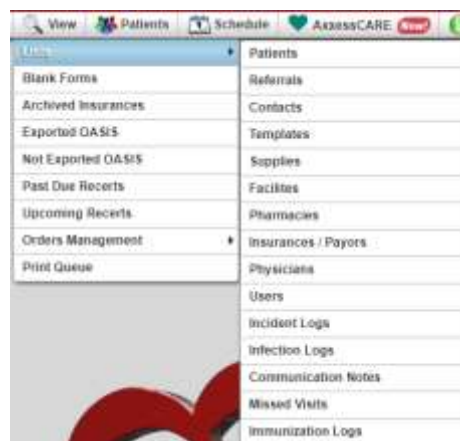 View Patients Schedule AxxessCARE New!
Lists
Blank Forms
Archived Insurances
Exported OASIS
Not Exported OASIS
Past Due Recerts
Upcoming Recerts
Orders Management
Print Queue
Patients
Referrals
Contacts
Templates
Supplies
Facilites
Pharmacies
Insurances / Payors
Physicians
Users
Incident Logs
Infection Logs
Communication Notes
Missed Visits
Immunization Logs